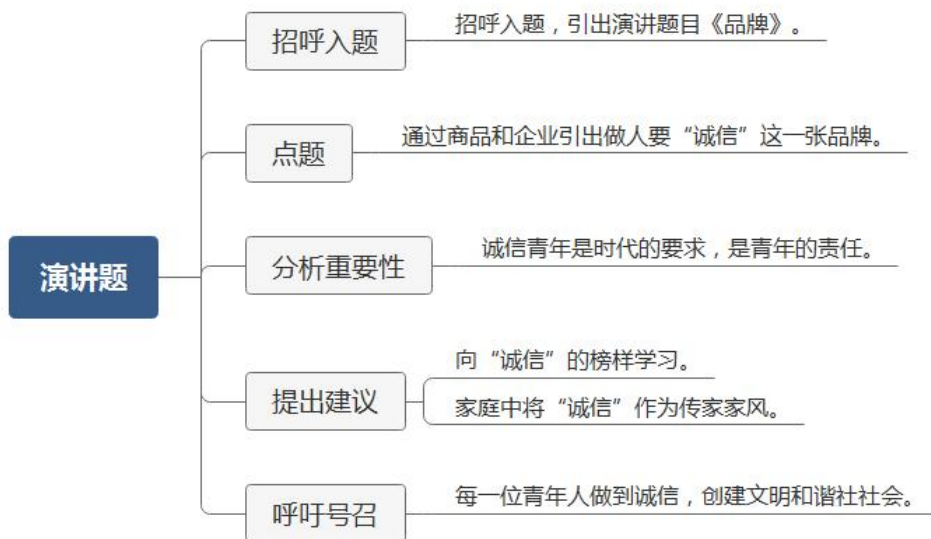 招呼入题
招呼入题，引出演讲题目《品牌》。
点题
通过商品和企业引出做人要“诚信”这一张品牌。
演讲题
分析重要性
诚信青年是时代的要求，是青年的责任。
提出建议
向“诚信”的榜样学习。
家庭中将“诚信”作为传家家风。
呼吁号召
每一位青年人做到诚信，创建文明和谐社社会。